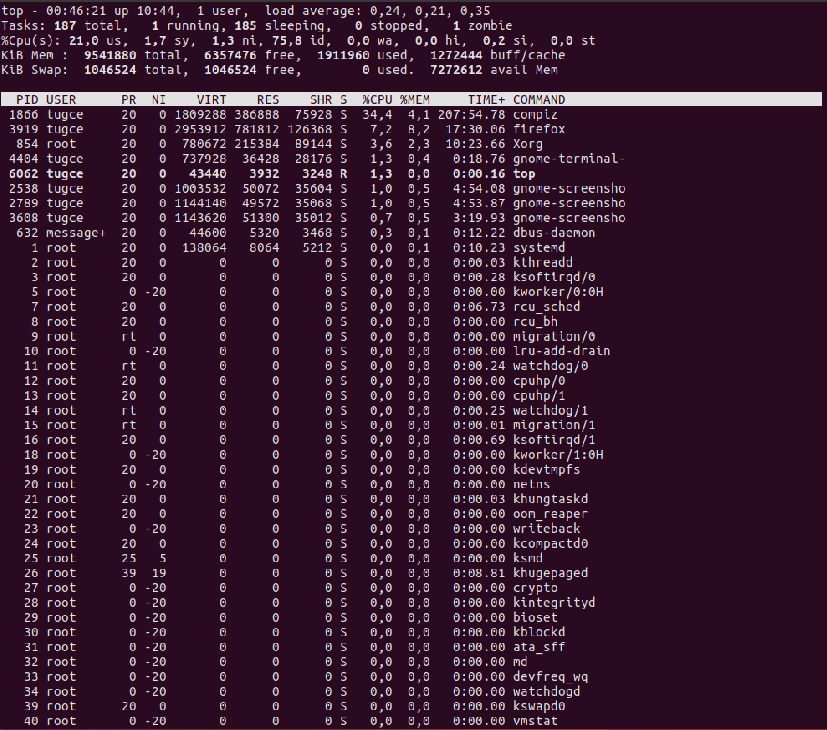 top - 00:46:21 up 10:44,  1 user,  load average: 0,24, 0,21, 0,35
Tasks: 187 total,   1 running, 185 sleeping,   0 stopped,   1 zombie
%Cpu(s): 21,0 us,  1,7 sy,  1,3 ni, 75,8 id,  0,0 wa,  0,0 hi,  0,2 si,  0,0 st
KiB Mem :  9541880 total,  6357476 free,  1911960 used,  1272444 buff/cache
KiB Swap:  1046524 total,  1046524 free,        0 used.  7272612 avail Mem
PID USER PR NI VIRT RES SHR S %CPU %MEM TIME+ COMMAND
1866 tugce 20 0 1809288 386888 75928 S 34,4 4,1 207:54.78 compiz
3919 tugce 20 0 2953912 781812 126368 S 7,2 8,2 17:30.06 firefox
854 root 20 0 780672 215384 89144 S 3,6 2,3 10:23.66 Xorg
4404 tugce 20 0 737928 36428 28176 S 1,3 0,4 0:18.76 gnome-terminal-
6062 tugce 20 0 43440 3932 3248 R 1,3 0,0 0:00.16 top
2538 tugce 20 0 1003532 50072 35604 S 1,0 0,5 4:54.08 gnome-screensho
2789 tugce 20 0 1144140 49572 35068 S 1,0 0,5 4:53.87 gnome-screensho
3608 tugce 20 0 1143620 51300 35012 S 0,7 0,5 3:19.93 gnome-screensho
632 message+ 20 0 44600 5320 3468 S 0,3 0,1 0:12.22 dbus-daemon
1 root 20 0 138064 8064 5212 S 0,0 0,1 0:10.23 systemd
2 root 20 0 0 0 0 S 0,0 0,0 0:00.03 kthreadd
3 root 20 0 0 0 0 S 0,0 0,0 0:00.28 ksoftirqd/0
5 root 0 -20 0 0 0 S 0,0 0,0 0:00.00 kworker/0:0H
7 root 20 0 0 0 0 S 0,0 0,0 0:06.73 rcu_sched
8 root 20 0 0 0 0 S 0,0 0,0 0:00.00 rcu_bh
9 root rt 0 0 0 0 S 0,0 0,0 0:00.00 migration/0
10 root 0 -20 0 0 0 S 0,0 0,0 0:00.00 lru-add-drain
11 root rt 0 0 0 0 S 0,0 0,0 0:00.24 watchdog/0
12 root 20 0 0 0 0 S 0,0 0,0 0:00.00 cpuhp/0
13 root 20 0 0 0 0 S 0,0 0,0 0:00.00 cpuhp/1
14 root rt 0 0 0 0 S 0,0 0,0 0:00.25 watchdog/1
15 root rt 0 0 0 0 S 0,0 0,0 0:00.01 migration/1
16 root 20 0 0 0 0 S 0,0 0,0 0:00.69 ksoftirqd/1
18 root 0 -20 0 0 0 S 0,0 0,0 0:00.00 kworker/1:0H
19 root 20 0 0 0 0 S 0,0 0,0 0:00.00 kdevtmpfs
20 root 0 -20 0 0 0 S 0,0 0,0 0:00.00 netns
21 root 20 0 0 0 0 S 0,0 0,0 0:00.03 khungtaskd
22 root 20 0 0 0 0 S 0,0 0,0 0:00.00 oom_reaper
23 root 0 -20 0 0 0 S 0,0 0,0 0:00.00 writeback
24 root 20 0 0 0 0 S 0,0 0,0 0:00.00 kcompactd0
25 root 25 5 0 0 0 S 0,0 0,0 0:00.00 ksmd
26 root 39 19 0 0 0 S 0,0 0,0 0:08.81 khugepaged
27 root 0 -20 0 0 0 S 0,0 0,0 0:00.00 crypto
28 root 0 -20 0 0 0 S 0,0 0,0 0:00.00 kintegrityd
29 root 0 -20 0 0 0 S 0,0 0,0 0:00.00 bioset
30 root 0 -20 0 0 0 S 0,0 0,0 0:00.00 kblockd
31 root 0 -20 0 0 0 S 0,0 0,0 0:00.00 ata_sff
32 root 0 -20 0 0 0 S 0,0 0,0 0:00.00 md
33 root 0 -20 0 0 0 S 0,0 0,0 0:00.00 devfreq_wq
34 root 0 -20 0 0 0 S 0,0 0,0 0:00.00 watchdogd
39 root 20 0 0 0 0 S 0,0 0,0 0:00.00 kswapd0
40 root 0 -20 0 0 0 S 0,0 0,0 0:00.00 vmstat